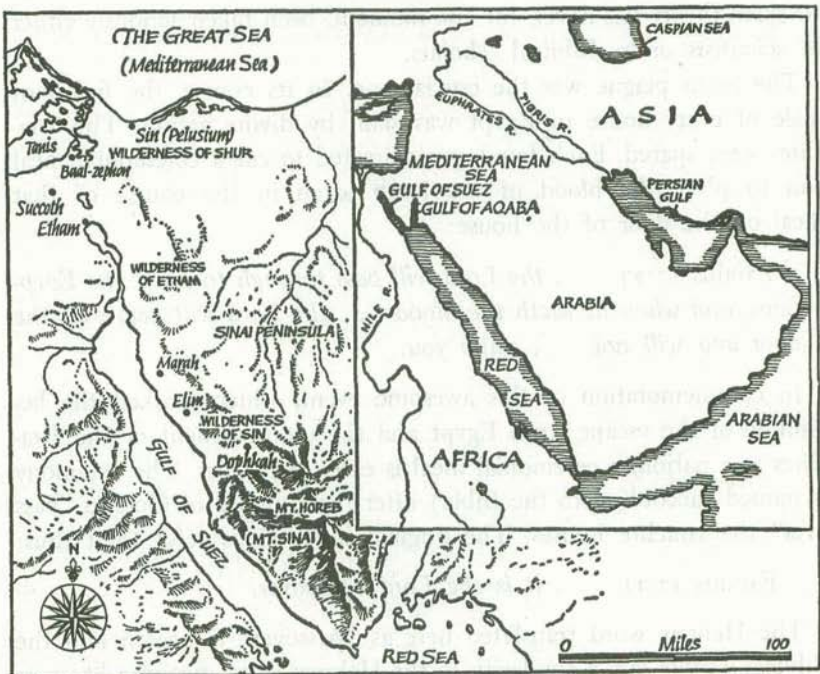 THE GREAT SEA
(Mediterranean Sea)
Tanis
Sin (Pelusium)
WILDERNESS OF SHUR
Baal-zephon
Succoth
Etham
WILDERNESS
OF ETHAM
SINAI PENINSULA
Marah
Elim
WILDERNESS
OF SIN
Dophkah
MT. HOREB
(MT. SINAI)
GULF OF SUEZ
N
RED SEA
0 Miles 100
CASPIAN SEA
ASIA
TIGRIS R.
EUPHRATES R.
MEDITERRANEAN
SEA
GULF OF SUEZ
GULF OF AQABA
PERSIAN
GULF
NILE
ARABIA
RED
SEA
ARABIAN
SEA
AFRICA